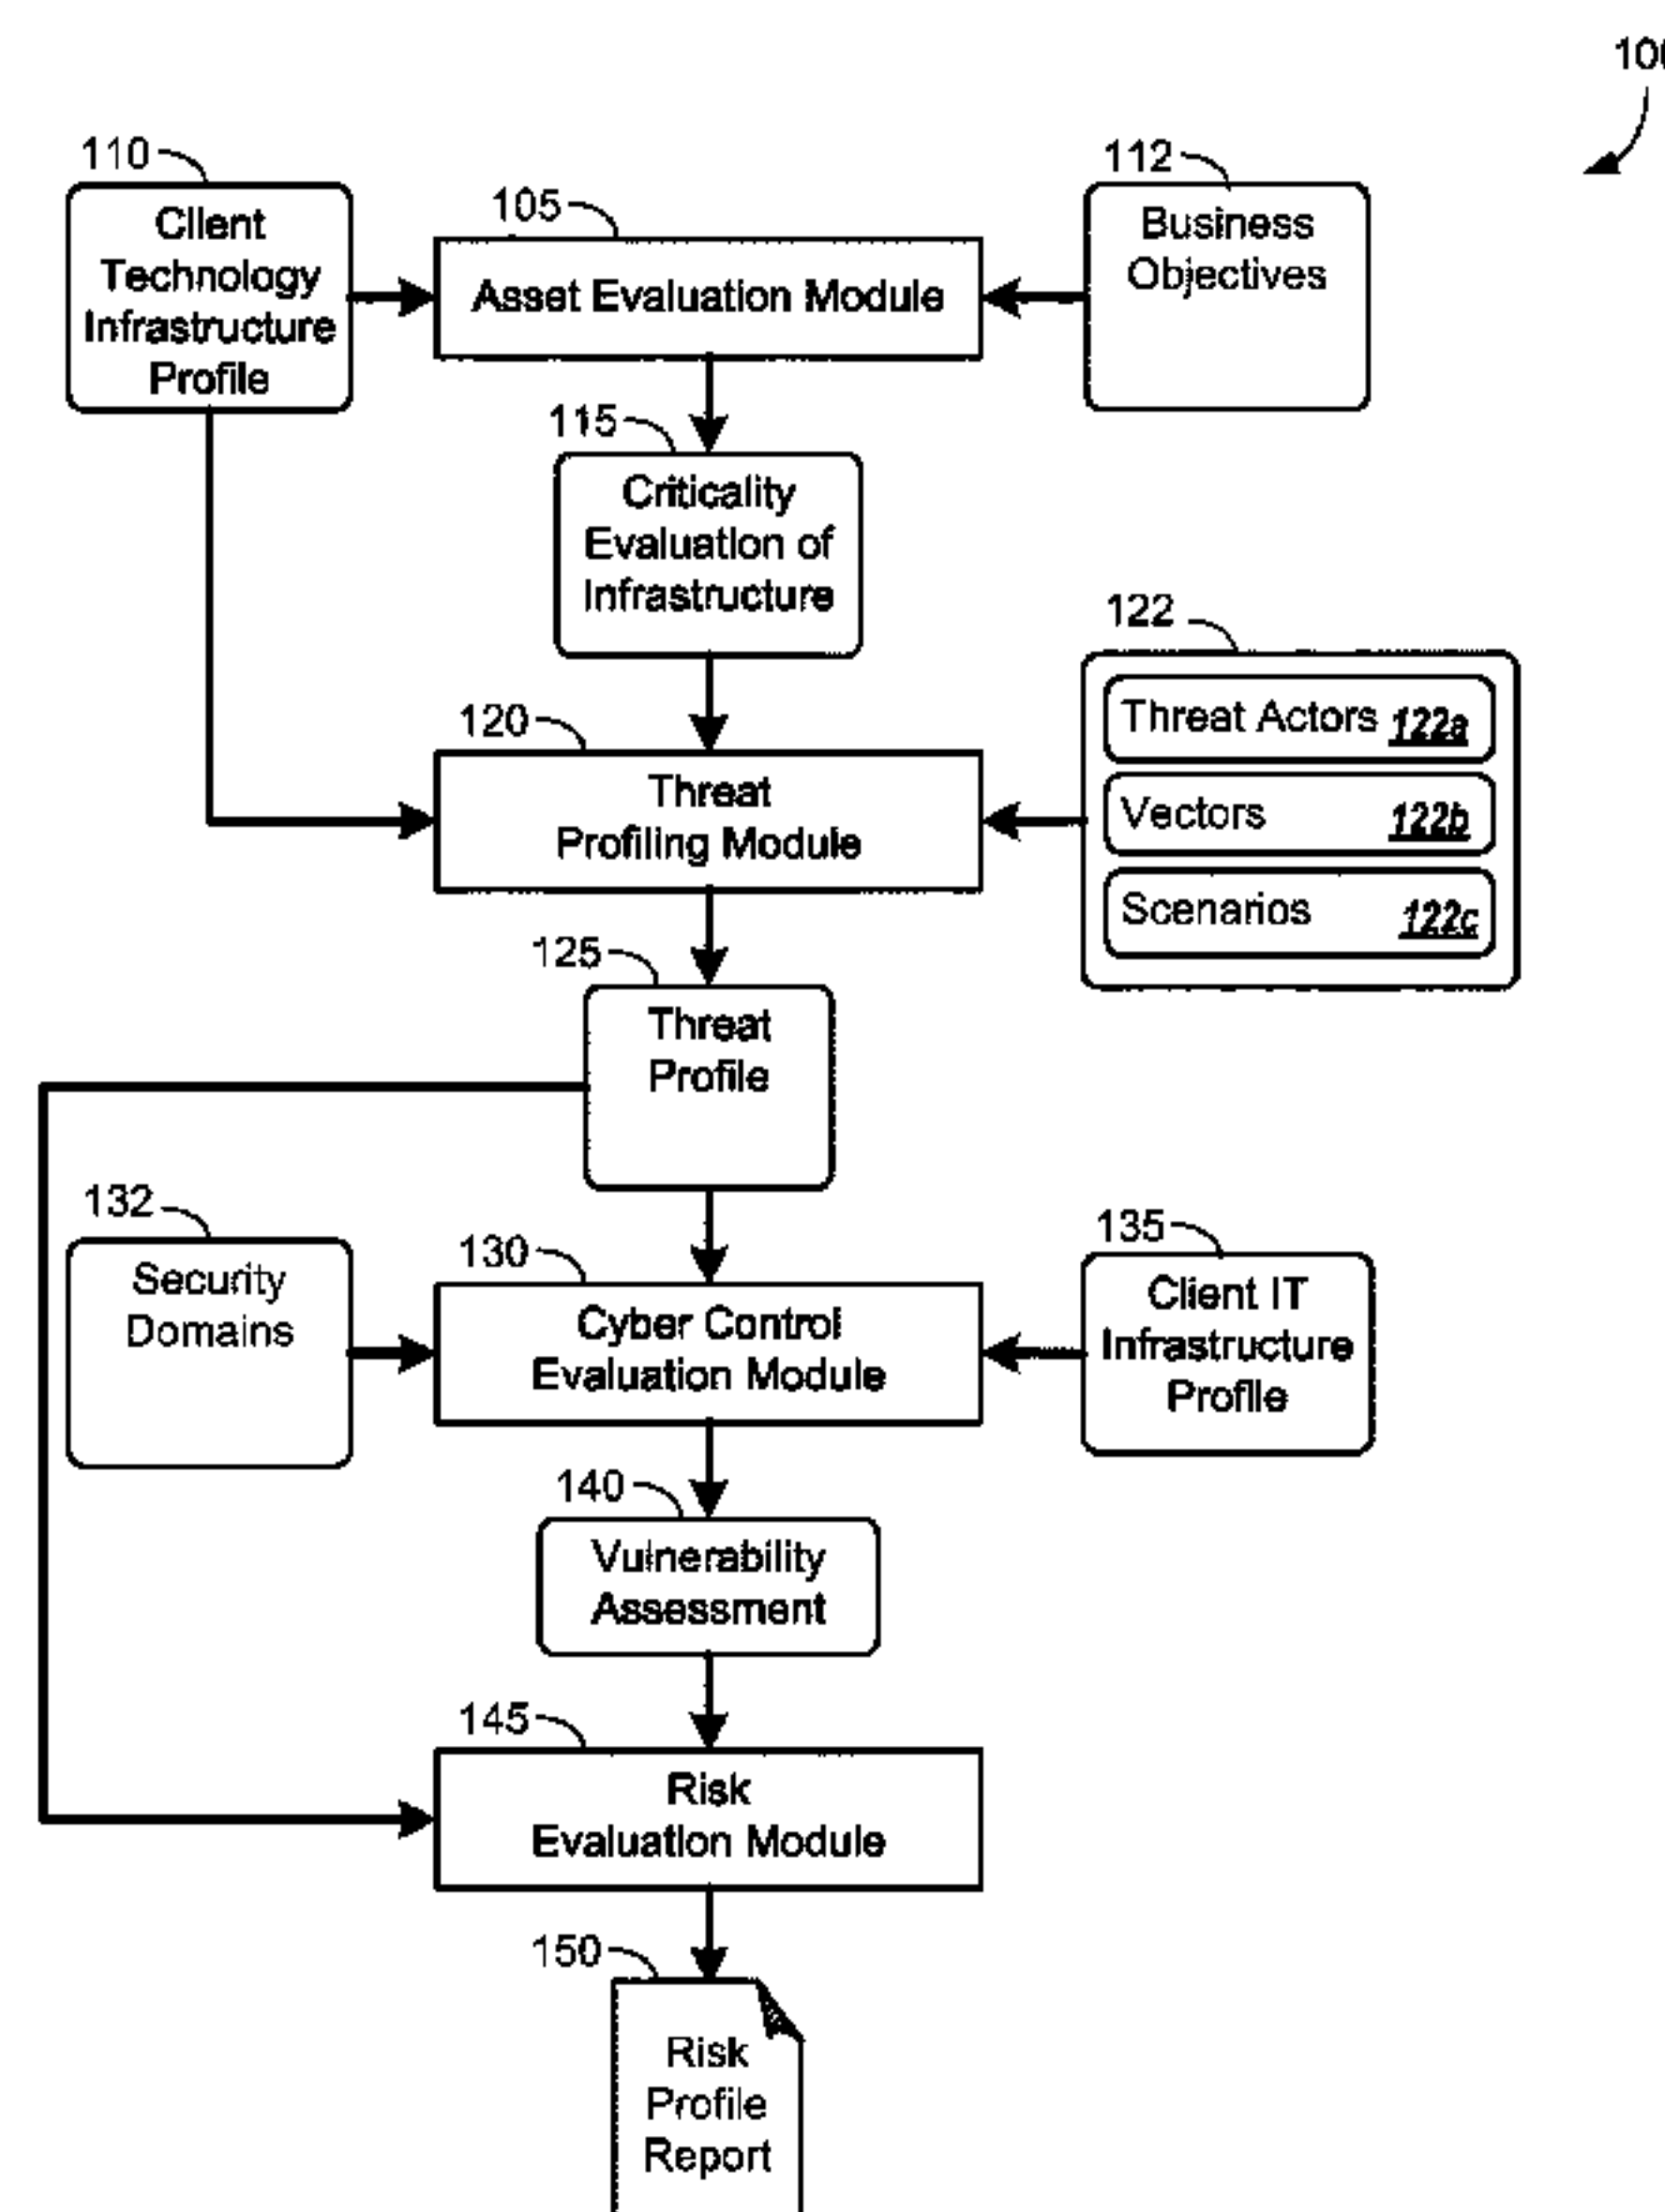 100
110
Client
Technology
Infrastructure
Profile
105
Asset Evaluation Module
112
Business
Objectives
115
Criticality
Evaluation of
Infrastructure
120
Threat
Profiling Module
122
Threat Actors 122a
Vectors 122b
Scenarios 122c
125
Threat
Profile
132
Security
Domains
130
Cyber Control
Evaluation Module
135
Client IT
Infrastructure
Profile
140
Vulnerability
Assessment
145
Risk
Evaluation Module
150
Risk
Profile
Report